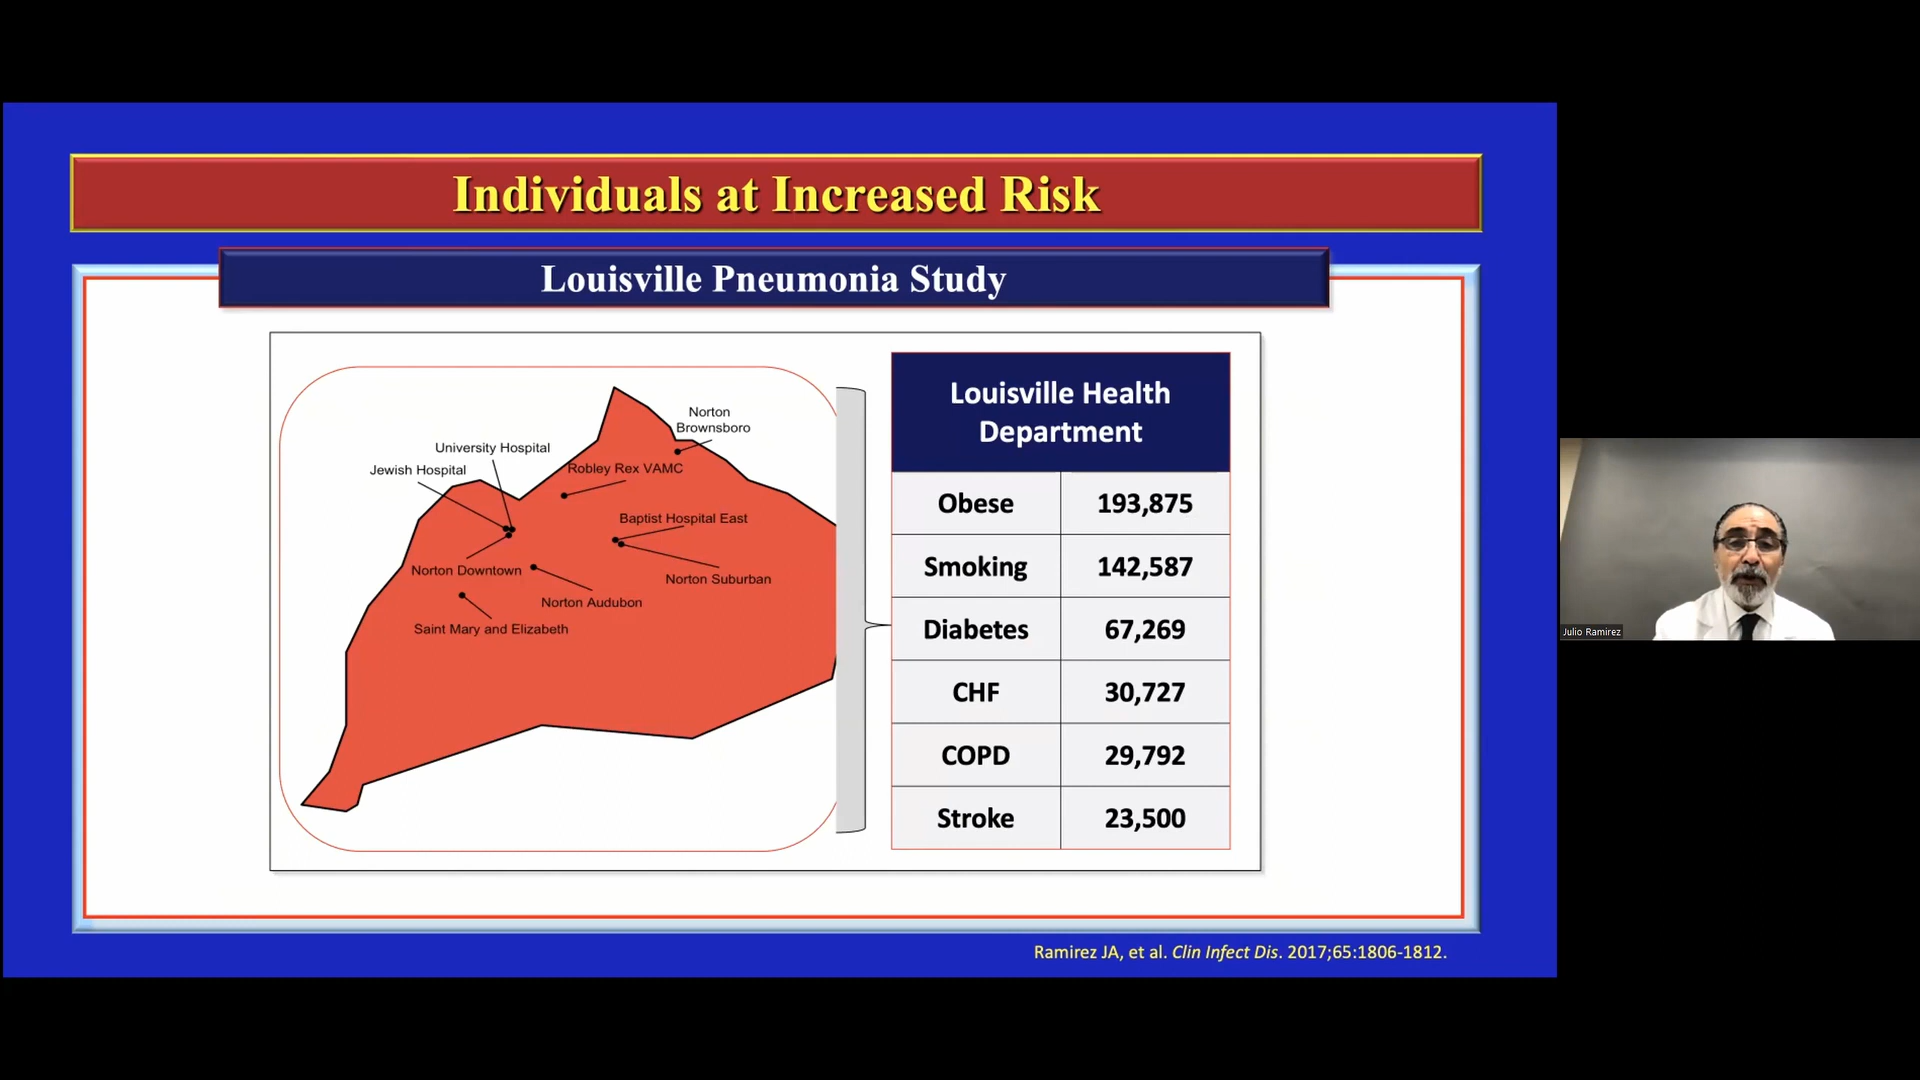 Individuals at Increased Risk
Louisville Pneumonia Study
Norton
Brownsboro
University Hospital
Jewish Hospital
Robley Rex VAMC
Baptist Hospital East
Norton Downtown
Norton Suburban
Norton Audubon
Saint Mary and Elizabeth
Louisville Health
Department
Obese 193,875
Smoking 142,587
Diabetes 67,269
CHF 30,727
COPD 29,792
Stroke 23,500
Ramirez JA, et al. Clin Infect Dis. 2017;65:1806-1812.
Julio Ramirez